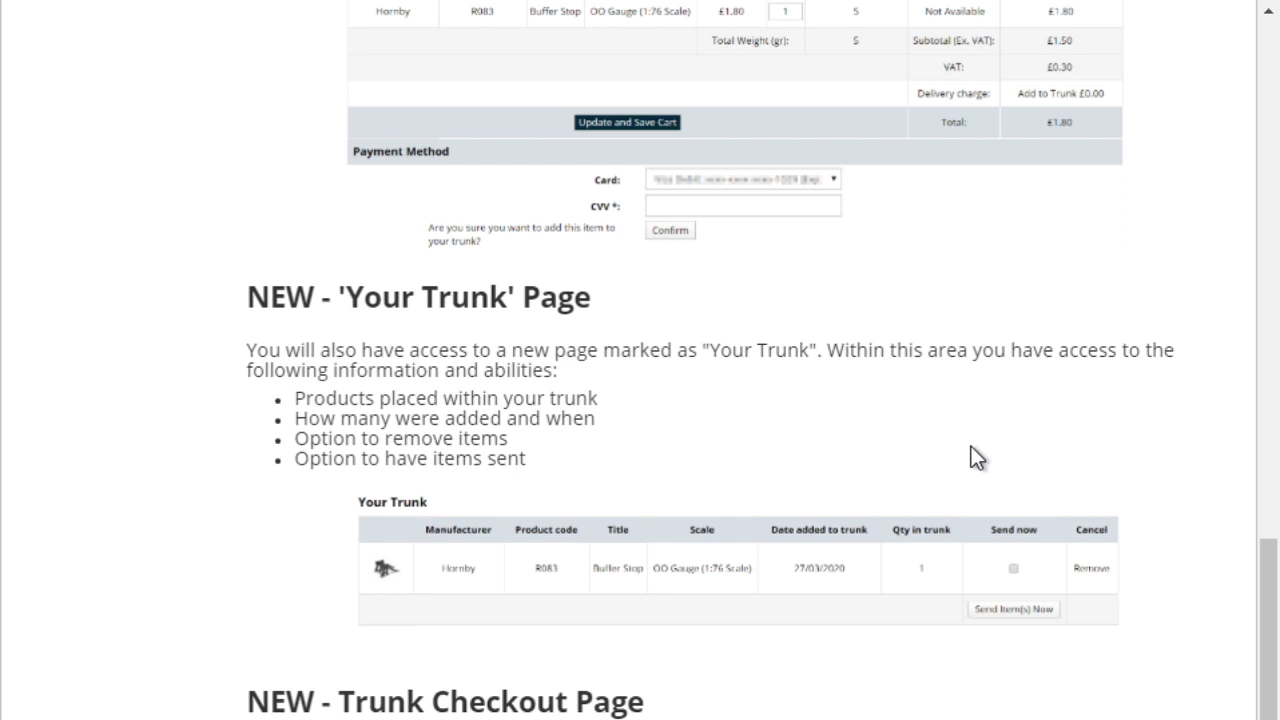 Hornby R083 Buffer Stop OO Gauge (1:76 Scale) £1.80 1 5 Not Available £1.80
Total Weight (gr): 5 Subtotal (Ex. VAT): £1.50
VAT: £0.30
Delivery charge: Add to Trunk £0.00
Update and Save Cart Total: £1.80
Payment Method
Card:
CVV *:
Are you sure you want to add this item to
your trunk?
Confirm
NEW - 'Your Trunk' Page
You will also have access to a new page marked as "Your Trunk". Within this area you have access to the
following information and abilities:
• Products placed within your trunk
• How many were added and when
• Option to remove items
• Option to have items sent
Your Trunk
Manufacturer Product code Title Scale Date added to trunk Qty in trunk Send now Cancel
Hornby R083 Buffer Stop OO Gauge (1:76 Scale) 27/03/2020 1 Remove
Send Item(s) Now
NEW - Trunk Checkout Page